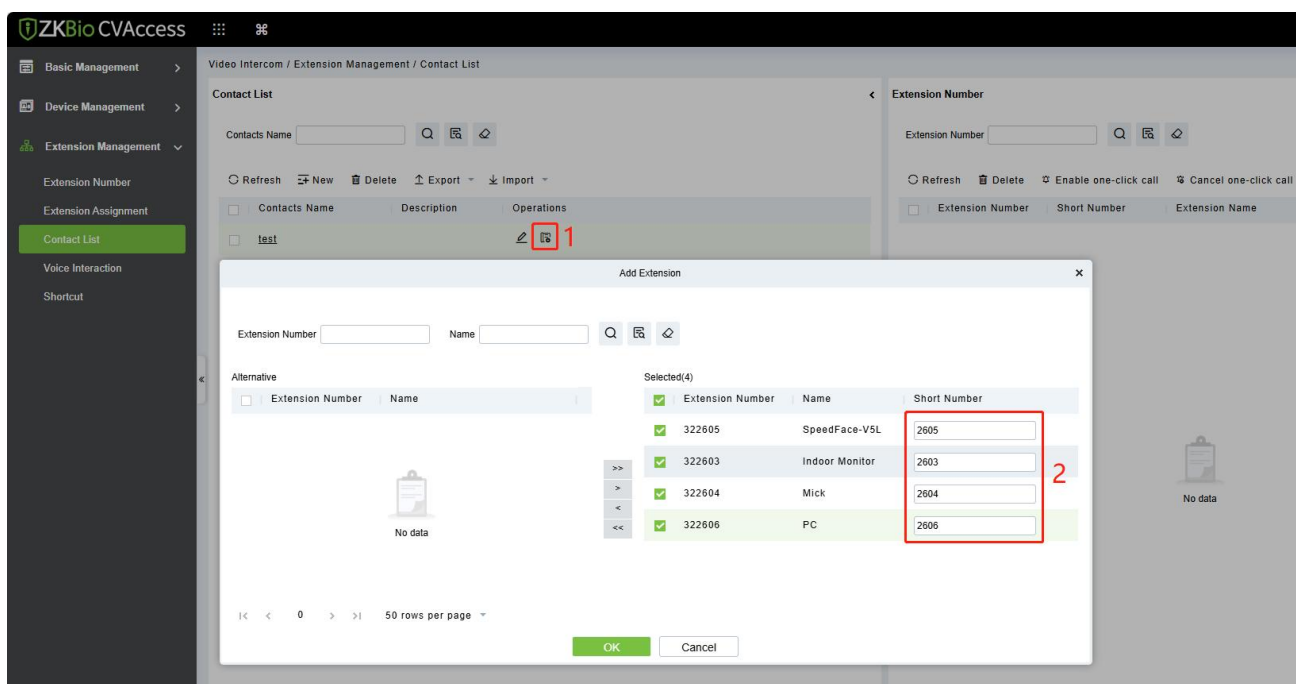 ZKBio CVAccess
Basic Management
Device Management
Extension Management
Extension Number
Extension Assignment
Contact List
Voice Interaction
Shortcut
Video Intercom / Extension Management / Contact List
Contact List
Contacts Name
Refresh New Delete Export Import
Contacts Name Description Operations
test 1
Extension Number
Extension Number
Refresh Delete Enable one-click call Cancel one-click call
Extension Number Short Number Extension Name
No data
Add Extension
Extension Number Name
Alternative
Extension Number Name
No data
>>
>
<
<<
Selected(4)
Extension Number Name Short Number
322605 SpeedFace-V5L 2605
322603 Indoor Monitor 2603
322604 Mick 2604
322606 PC 2606
2
|< < 0 > >| 50 rows per page
OK Cancel